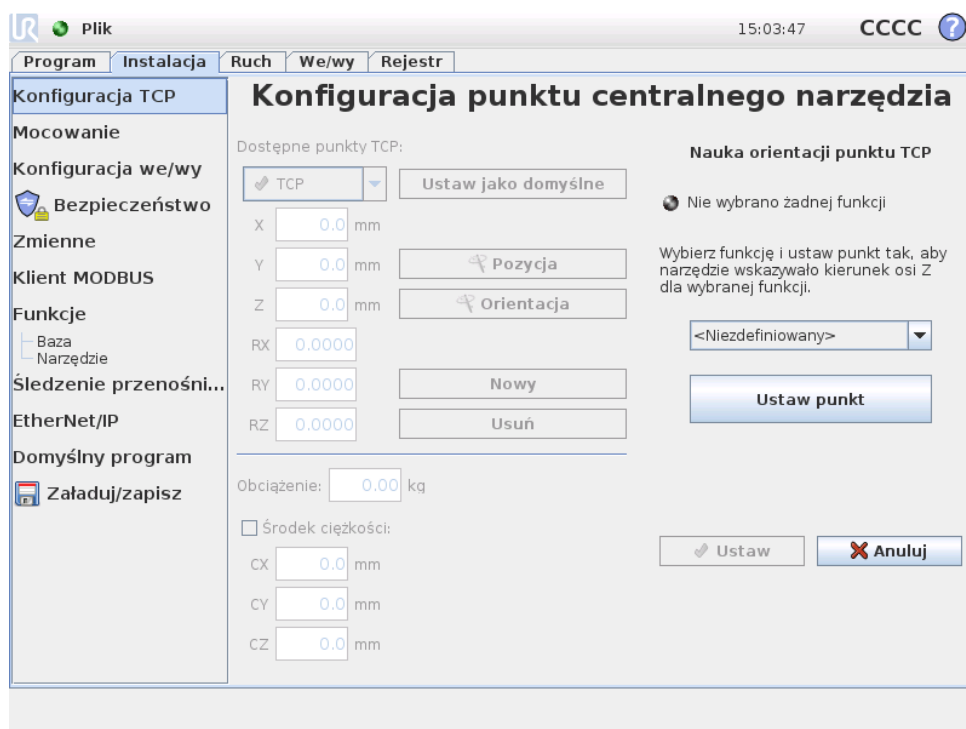 UR Plik 15:03:47 CCCC ?
Program Instalacja Ruch We/wy Rejestr
Konfiguracja TCP
Mocowanie
Konfiguracja we/wy
Bezpieczeństwo
Zmienne
Klient MODBUS
Funkcje
Baza
Narzędzie
Śledzenie przenośni...
EtherNet/IP
Domyślny program
Załaduj/zapisz
Konfiguracja punktu centralnego narzędzia
Dostępne punkty TCP:
TCP Ustaw jako domyślne
X 0.0 mm
Y 0.0 mm Pozycja
Z 0.0 mm Orientacja
RX 0.0000
RY 0.0000 Nowy
RZ 0.0000 Usuń
Obciążenie: 0.00 kg
Środek ciężkości:
CX 0.0 mm
CY 0.0 mm
CZ 0.0 mm
Nauka orientacji punktu TCP
Nie wybrano żadnej funkcji
Wybierz funkcję i ustaw punkt tak, aby
narzędzie wskazywało kierunek osi Z
dla wybranej funkcji.
<Niezdefiniowany>
Ustaw punkt
Ustaw Anuluj